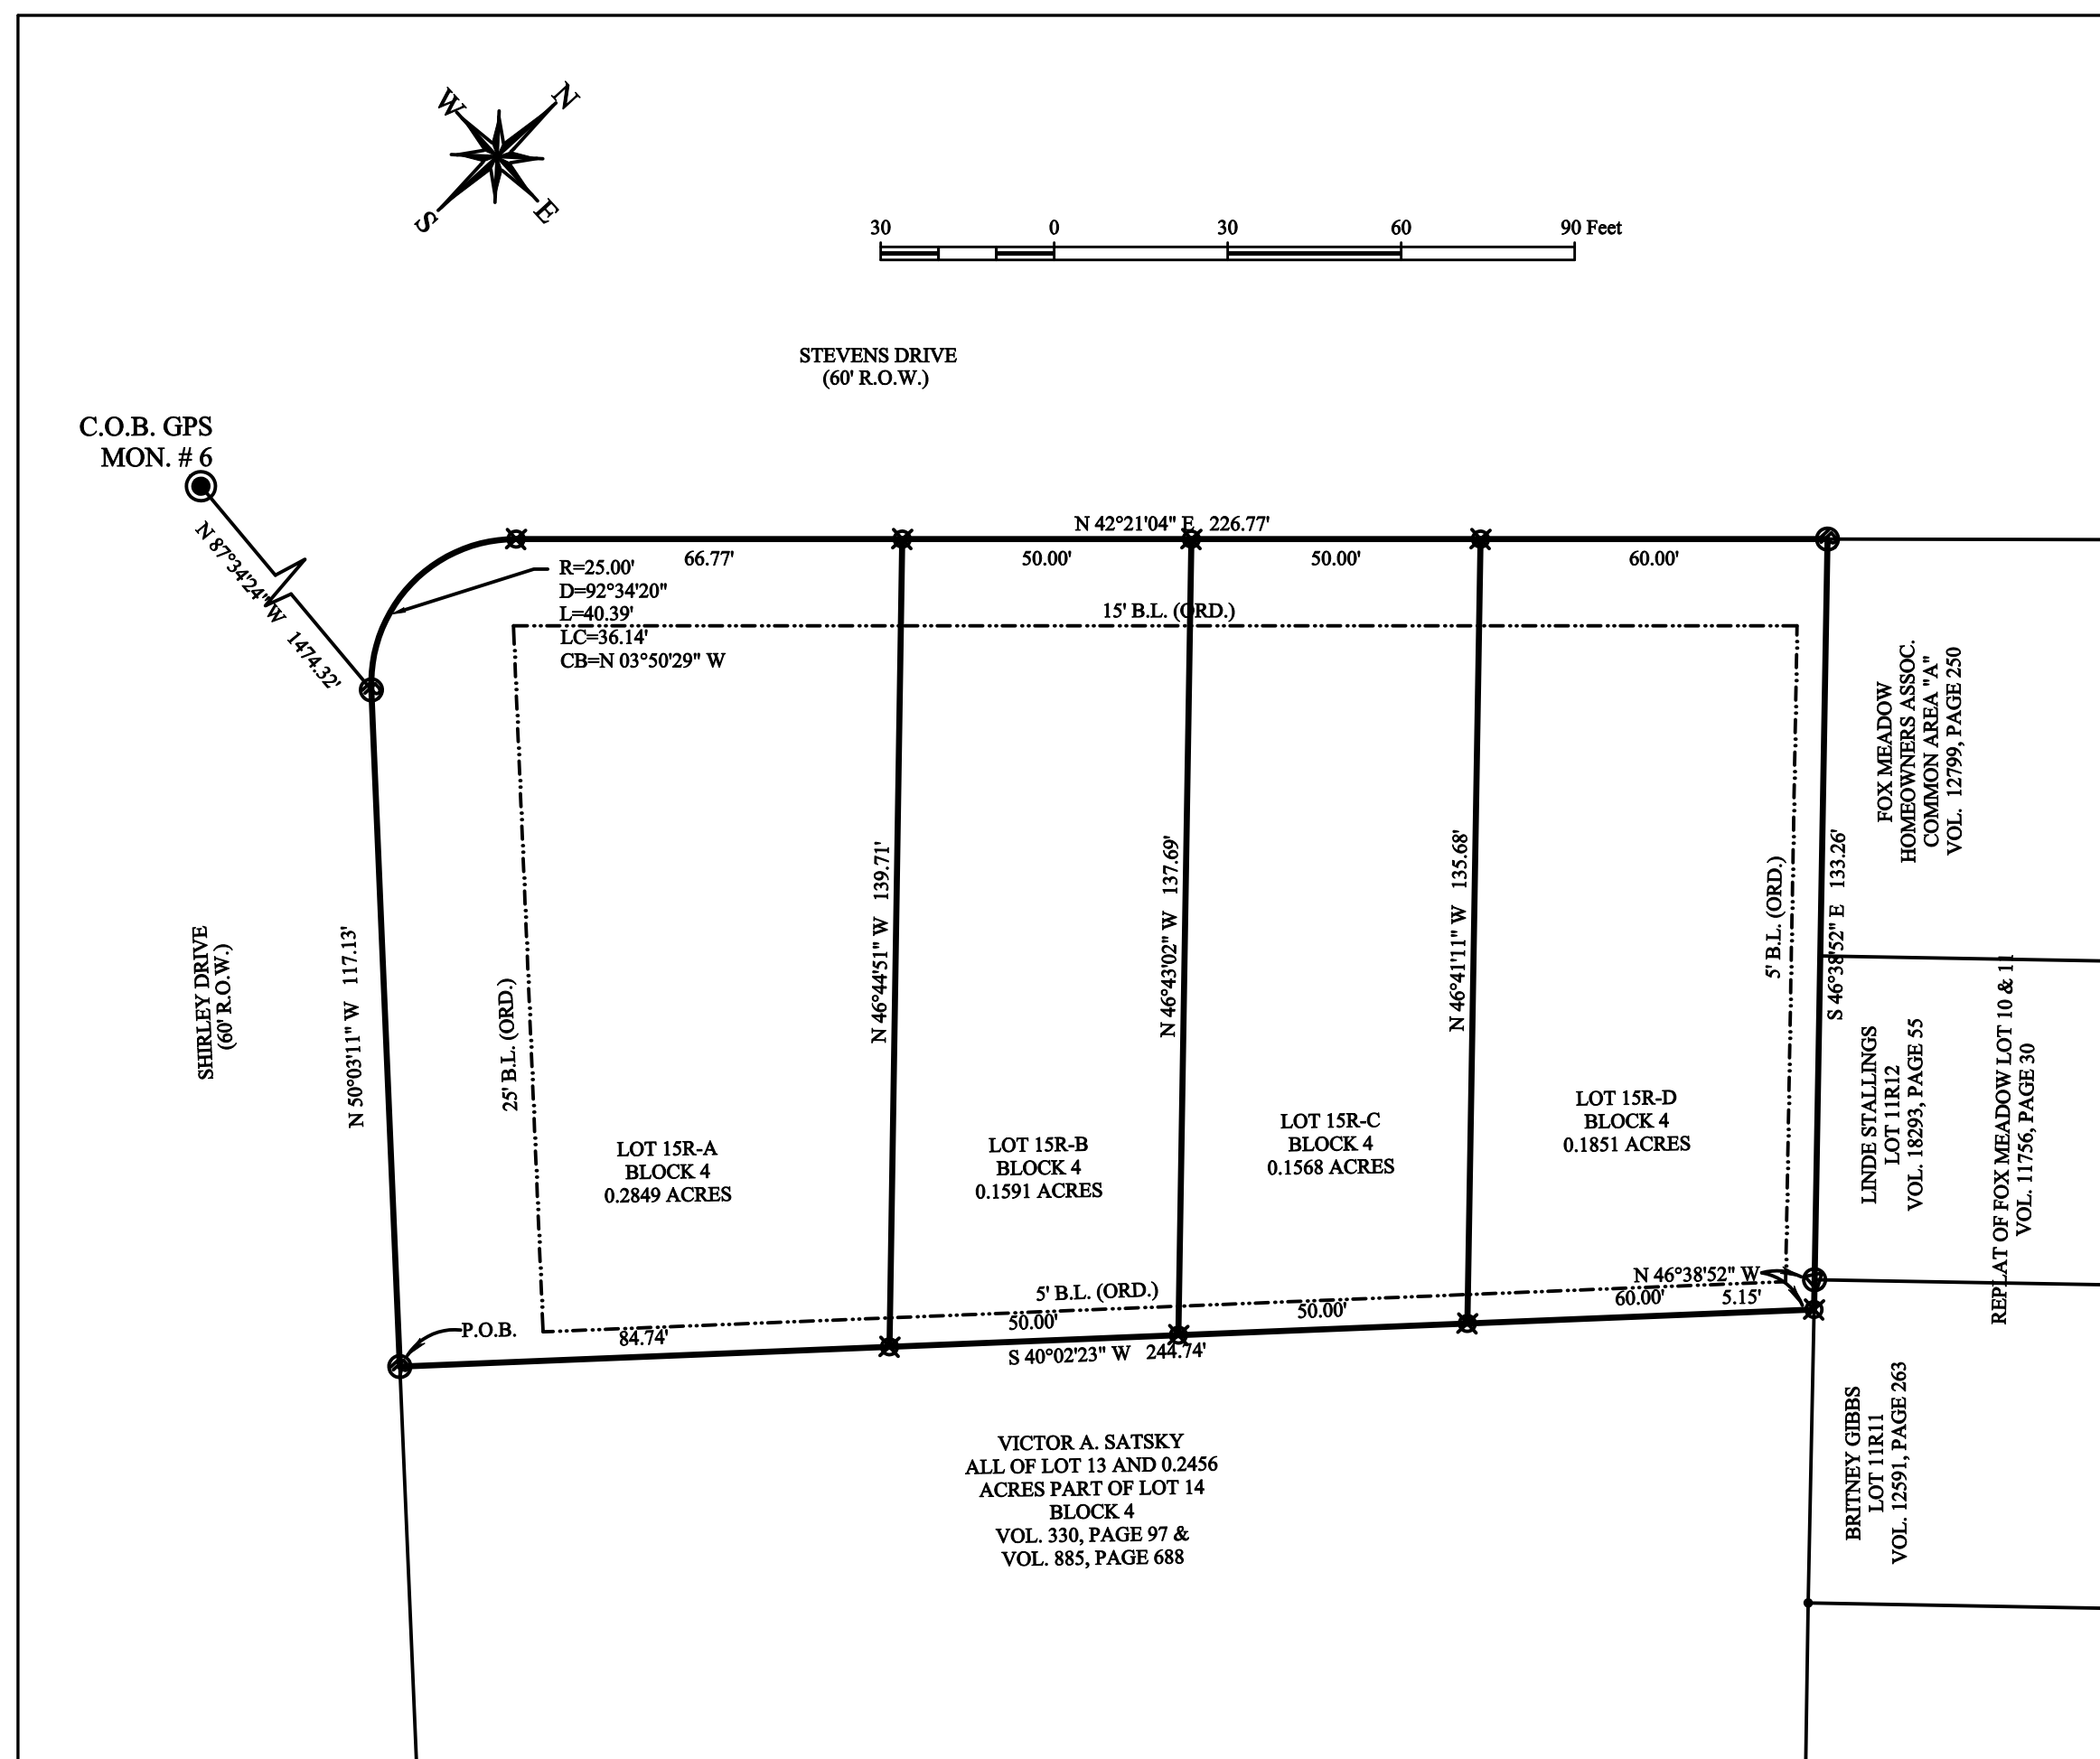 W
N
S
E
30 0 30 60 90 Feet
STEVENS DRIVE
(60' R.O.W.)
C.O.B. GPS
MON. # 6
N 87°34'24" W 1474.32'
N 42°21'04" E 226.77'
66.77'
50.00'
50.00'
60.00'
R=25.00'
D=92°34'20"
L=40.39'
LC=36.14'
CB=N 03°50'29" W
15' B.L. (ORD.)
SHIRLEY DRIVE
(60' R.O.W.)
N 50°03'11" W 117.13'
25' B.L. (ORD.)
N 46°44'51" W 139.71'
N 46°43'02" W 137.69'
N 46°41'11" W 135.68'
5' B.L. (ORD.)
S 46°38'52" E 133.26'
FOX MEADOW
HOMEOWNERS ASSOC.
COMMON AREA "A"
VOL. 12799, PAGE 250
LINDE STALLINGS
LOT 11R12
VOL. 18293, PAGE 55
REPLAT OF FOX MEADOW LOT 10 & 11
VOL. 11756, PAGE 30
LOT 15R-A
BLOCK 4
0.2849 ACRES
LOT 15R-B
BLOCK 4
0.1591 ACRES
LOT 15R-C
BLOCK 4
0.1568 ACRES
LOT 15R-D
BLOCK 4
0.1851 ACRES
N 46°38'52" W
5.15'
5' B.L. (ORD.)
P.O.B.
84.74'
50.00'
50.00'
60.00'
S 40°02'23" W 244.74'
VICTOR A. SATSKY
ALL OF LOT 13 AND 0.2456
ACRES PART OF LOT 14
BLOCK 4
VOL. 330, PAGE 97 &
VOL. 885, PAGE 688
BRITNEY GIBBS
LOT 11R11
VOL. 12591, PAGE 263